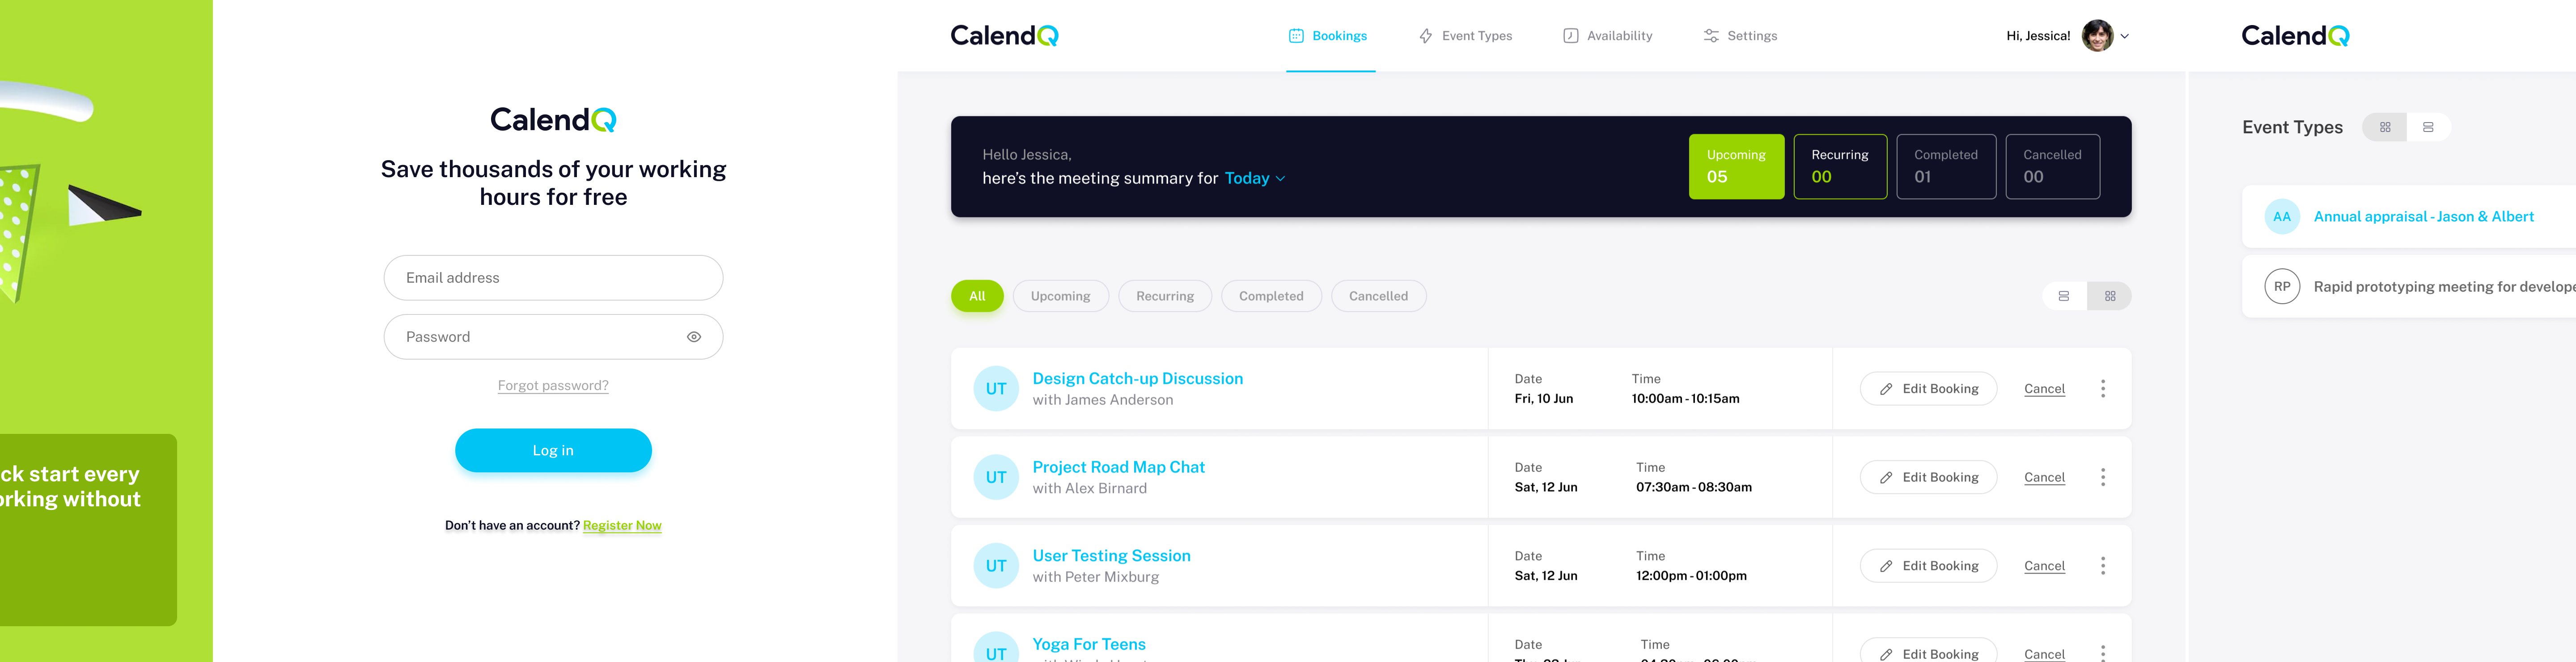 ck start every
orking without
CalendQ
Save thousands of your working
hours for free
Email address
Password
Forgot password?
Log in
Don't have an account? Register Now
CalendQ
Bookings
Event Types
Availability
Settings
Hi, Jessica!
Hello Jessica,
here's the meeting summary for Today
Upcoming
05
Recurring
00
Completed
01
Cancelled
00
All
Upcoming
Recurring
Completed
Cancelled
UT
Design Catch-up Discussion
with James Anderson
Date
Fri, 10 Jun
Time
10:00am - 10:15am
Edit Booking
Cancel
UT
Project Road Map Chat
with Alex Birnard
Date
Sat, 12 Jun
Time
07:30am - 08:30am
Edit Booking
Cancel
UT
User Testing Session
with Peter Mixburg
Date
Sat, 12 Jun
Time
12:00pm - 01:00pm
Edit Booking
Cancel
UT
Yoga For Teens
Date
Time
Edit Booking
Cancel
CalendQ
Event Types
AA
Annual appraisal - Jason & Albert
RP
Rapid prototyping meeting for develope